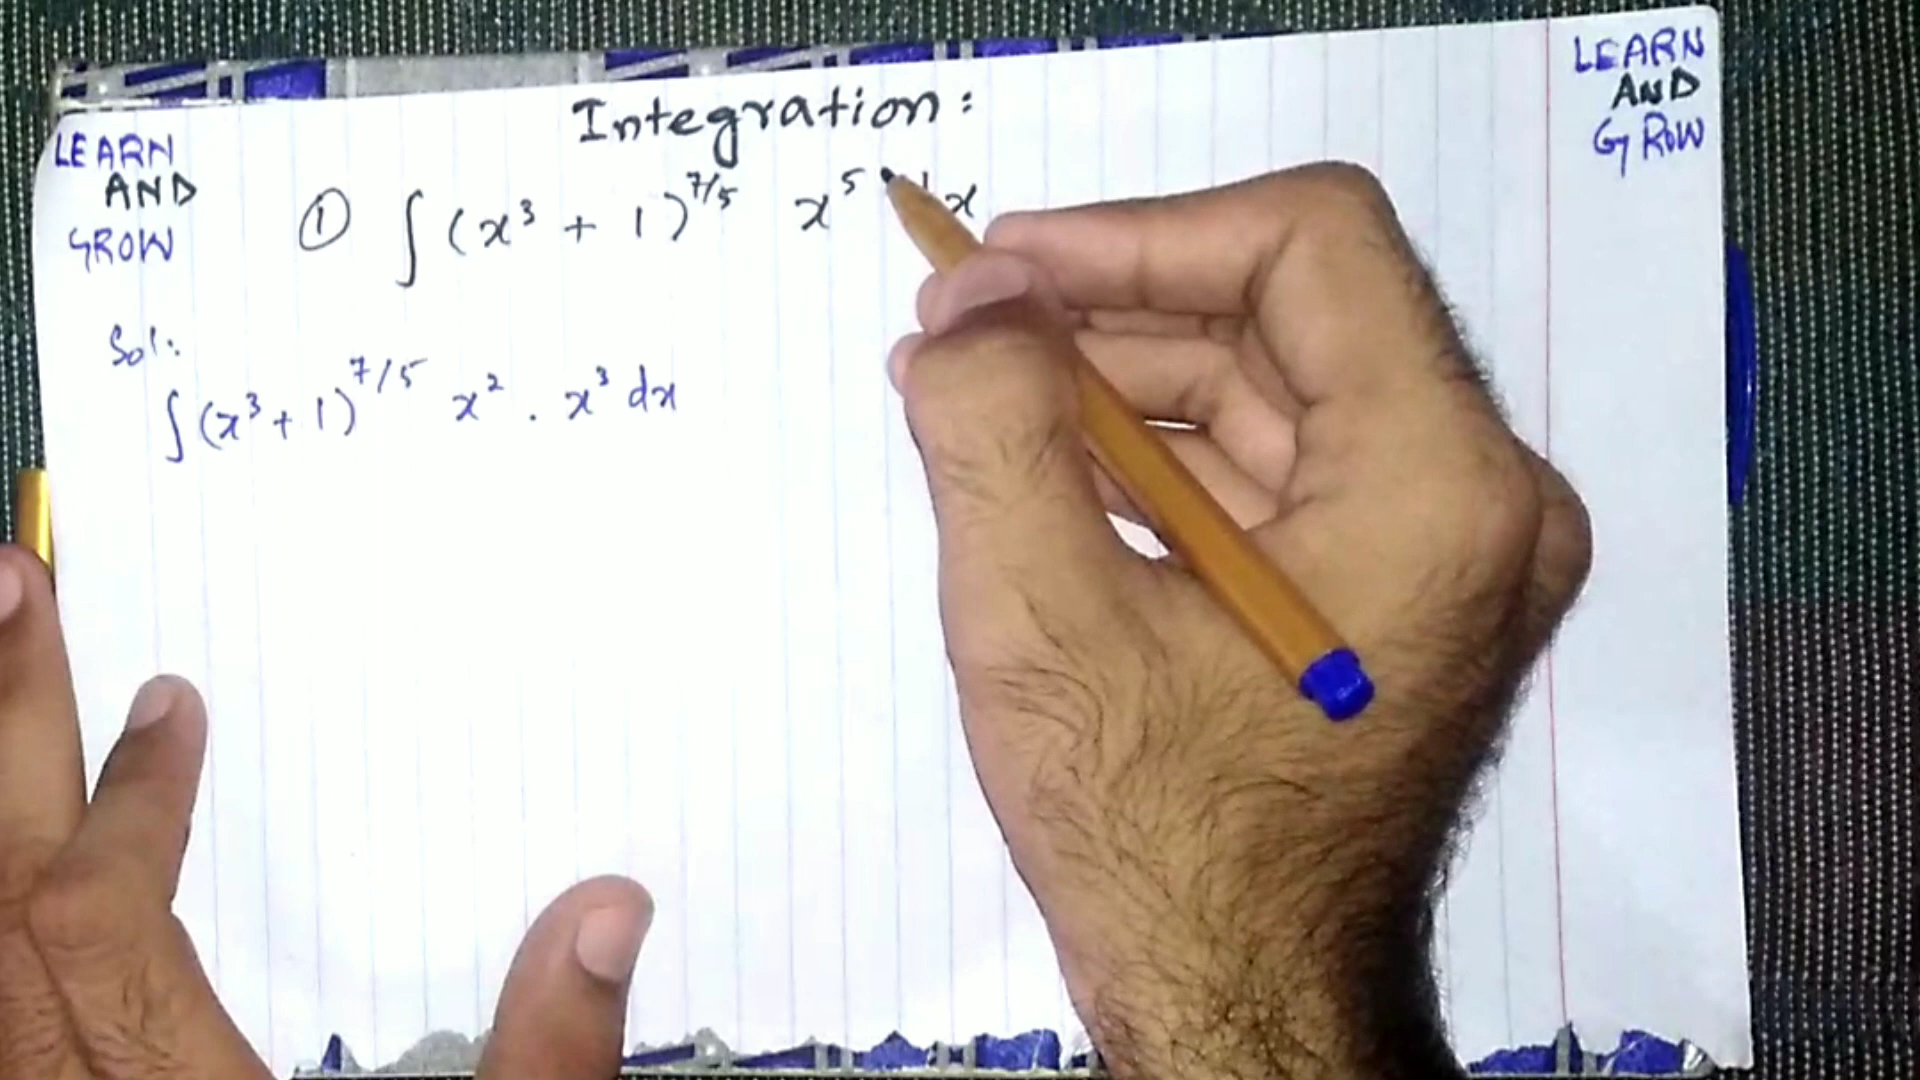 Integration:
LEARN
AND
GROW
LEARN
AND
GROW
① ∫ (x³ + 1)^7/5 x⁵ dx
Sol:
∫ (x³ + 1)^7/5 x² . x³ dx